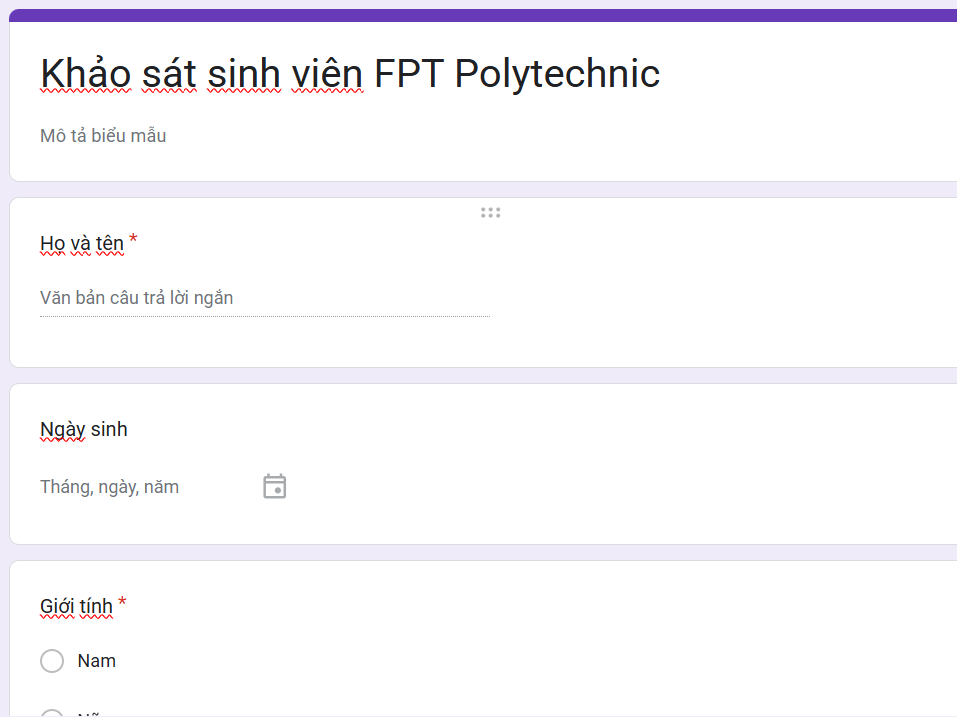 Khảo sát sinh viên FPT Polytechnic
Mô tả biểu mẫu
Họ và tên *
Văn bản câu trả lời ngắn
Ngày sinh
Tháng, ngày, năm
Giới tính *
Nam